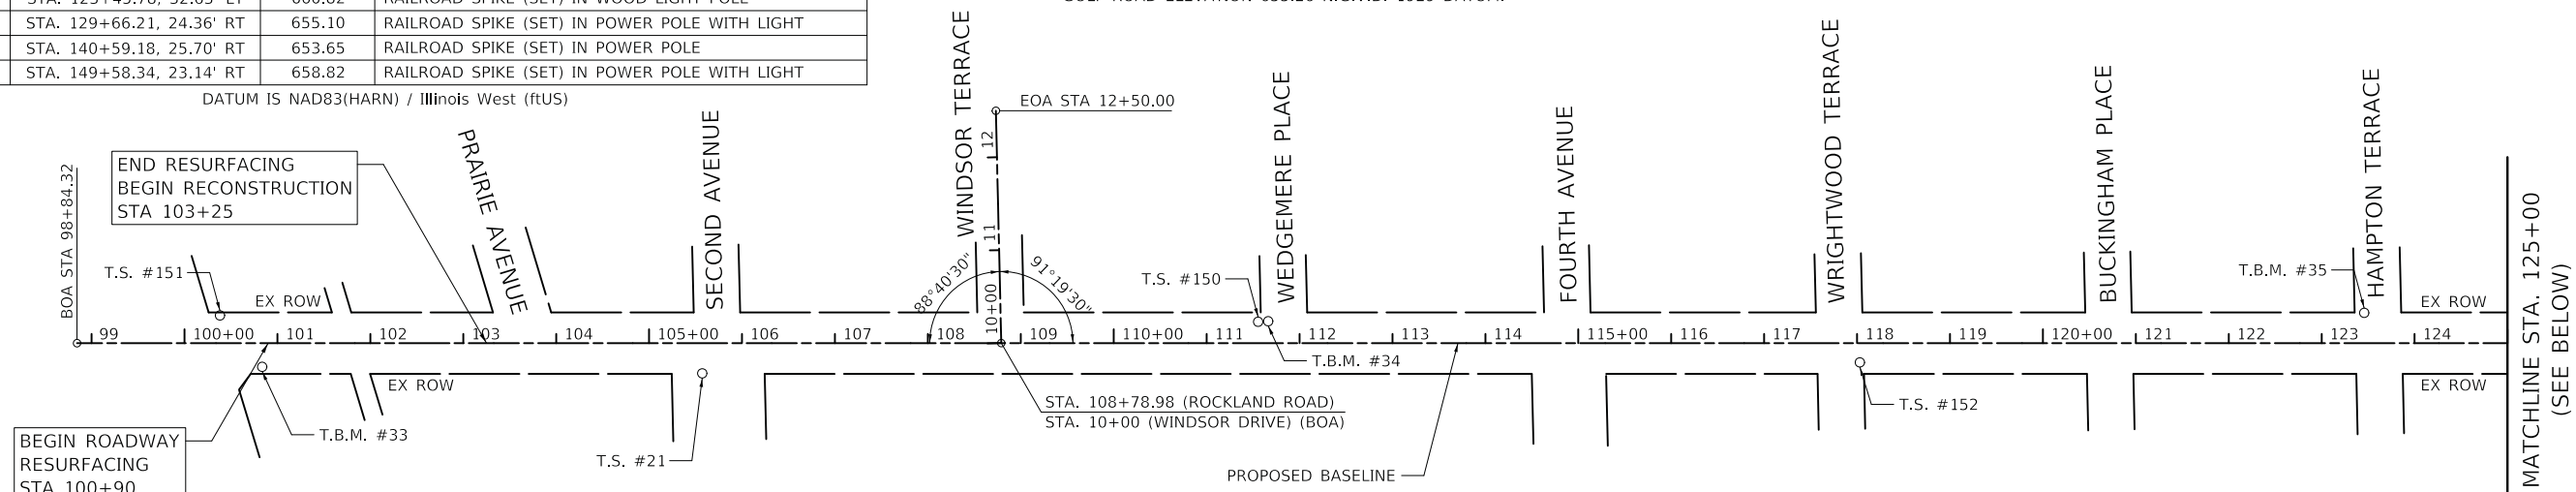 STA. 129+66.21, 24.36' RT 655.10 RAILROAD SPIKE (SET) IN POWER POLE WITH LIGHT
STA. 140+59.18, 25.70' RT 653.65 RAILROAD SPIKE (SET) IN POWER POLE
STA. 149+58.34, 23.14' RT 658.82 RAILROAD SPIKE (SET) IN POWER POLE WITH LIGHT
DATUM IS NAD83(HARN) / Illinois West (ftUS)
BOA STA 98+84.32
END RESURFACING
BEGIN RECONSTRUCTION
STA 103+25
PRAIRIE AVENUE
SECOND AVENUE
WINDSOR TERRACE
EOA STA 12+50.00
WEDGEMERE PLACE
FOURTH AVENUE
WRIGHTWOOD TERRACE
BUCKINGHAM PLACE
HAMPTON TERRACE
12
11
10+00
88°40'30"
91°19'30"
T.S. #151
T.S. #150
T.B.M. #35
EX ROW
EX ROW
99 100+00 101 102 103 104 105+00 106 107 108 109 110+00 111 112 113 114 115+00 116 117 118 119 120+00 121 122 123 124
T.B.M. #34
EX ROW
EX ROW
STA. 108+78.98 (ROCKLAND ROAD)
STA. 10+00 (WINDSOR DRIVE) (BOA)
T.S. #152
T.B.M. #33
T.S. #21
PROPOSED BASELINE
BEGIN ROADWAY
RESURFACING
STA 100+90
MATCHLINE STA. 125+00
(SEE BELOW)